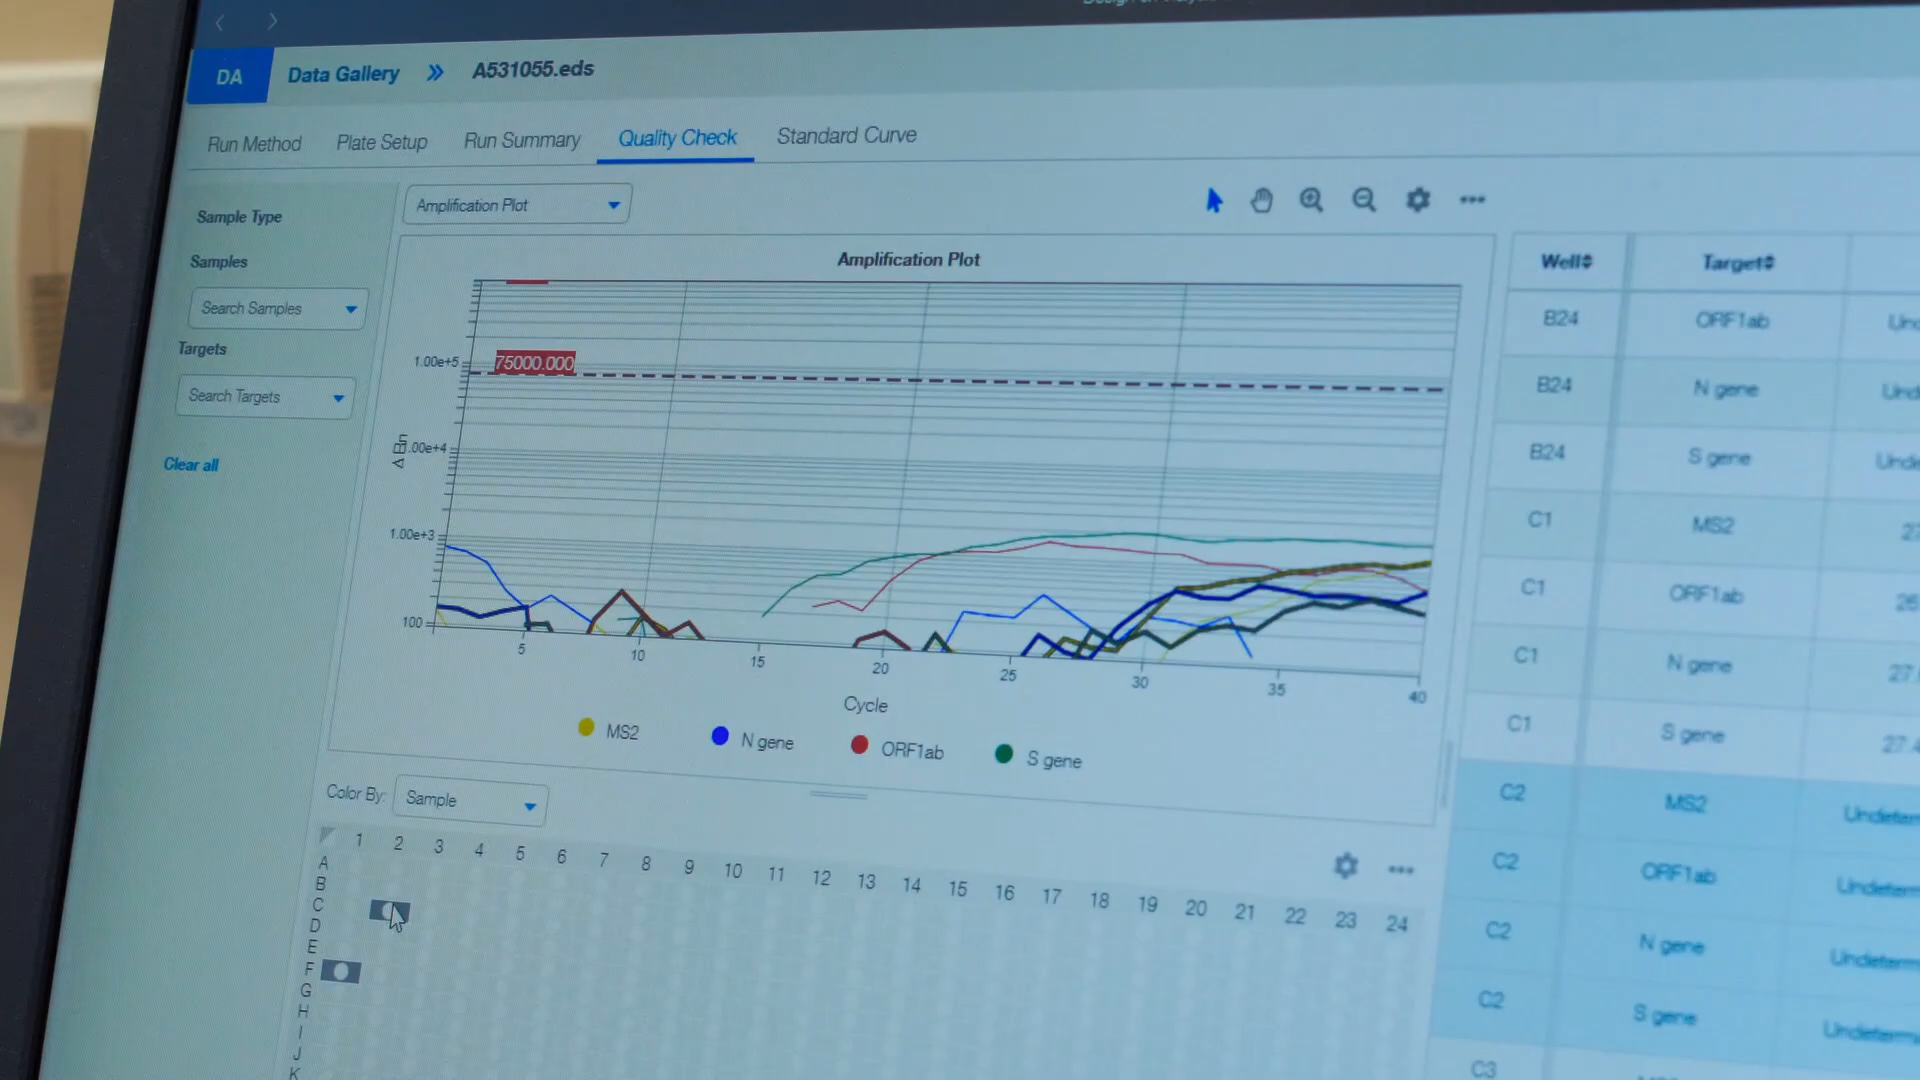 DA Data Gallery » A531055.eds
Run Method Plate Setup Run Summary Quality Check Standard Curve
Sample Type
Samples
Search Samples
Targets
Search Targets
Clear all
Amplification Plot
Amplification Plot
1.00e+5
75000.000
.00e+4
1.00e+3
100
5 10 15 20 25 30 35 40
Cycle
MS2 N gene ORF1ab S gene
Color By: Sample
1 2 3 4 5 6 7 8 9 10 11 12 13 14 15 16 17 18 19 20 21 22 23 24
A
B
C
D
E
F
G
H
I
J
K
Well Target
B24 ORF1ab
B24 N gene
B24 S gene
C1 MS2
C1 ORF1ab
C1 N gene
C1 S gene
C2 MS2
C2 ORF1ab
C2 N gene
C2 S gene
C3